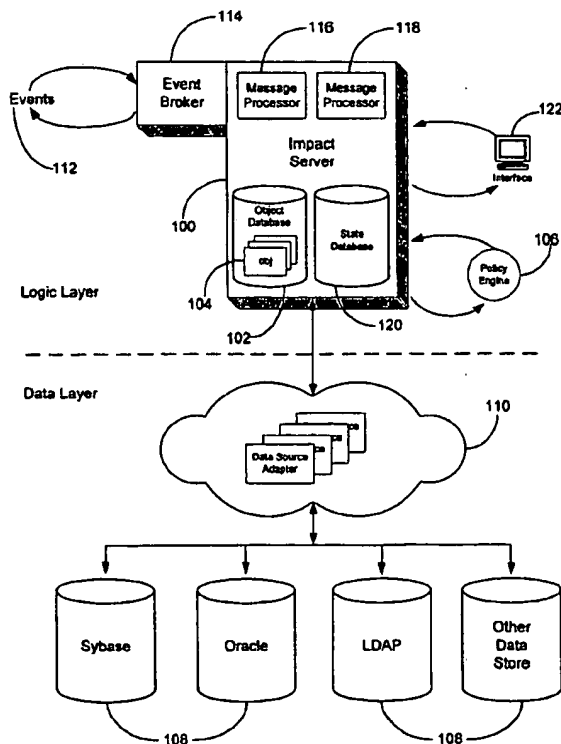 114
116
118
Event
Broker
Message
Processor
Message
Processor
Events
112
Impact
Server
122
Interface
100
Object
Database
obj
State
Database
106
Policy
Engine
104
Logic Layer
102
120
Data Layer
110
Data Source
Adapter
Sybase
Oracle
LDAP
Other
Data
Store
108
108